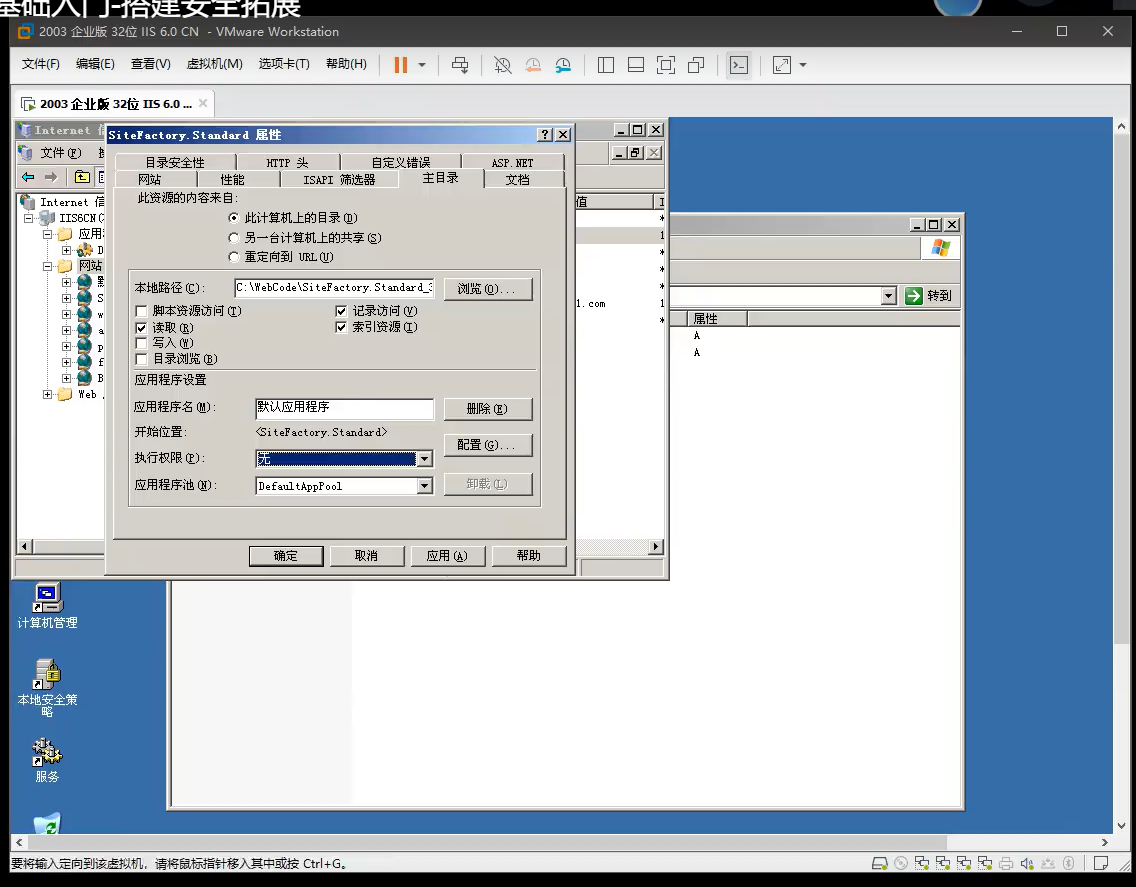 基础入门-搭建安全拓展
2003 企业版 32位 IIS 6.0 CN - VMware Workstation
文件(F) 编辑(E) 查看(V) 虚拟机(M) 选项卡(T) 帮助(H)
2003 企业版 32位 IIS 6.0 ...
Internet
SiteFactory.Standard 属性
文件(F)
目录安全性 HTTP 头 自定义错误 ASP.NET
网站 性能 ISAPI 筛选器 主目录 文档
此资源的内容来自:
此计算机上的目录(D)
另一台计算机上的共享(S)
重定向到 URL(U)
本地路径(C): C:\WebCode\SiteFactory.Standard_3 浏览(O)...
脚本资源访问(T) 记录访问(V)
读取(R) 索引资源(I)
写入(W)
目录浏览(B)
应用程序设置
应用程序名(M): 默认应用程序 删除(E)
开始位置: <SiteFactory.Standard>
配置(G)...
执行权限(P): 无
应用程序池(N): DefaultAppPool 卸载(L)
确定 取消 应用(A) 帮助
Internet
IIS6CN
网站
Web
值
1.com
转到
属性
A
A
计算机管理
本地安全策
略
服务
要将输入定向到该虚拟机，请将鼠标指针移入其中或按 Ctrl+G。